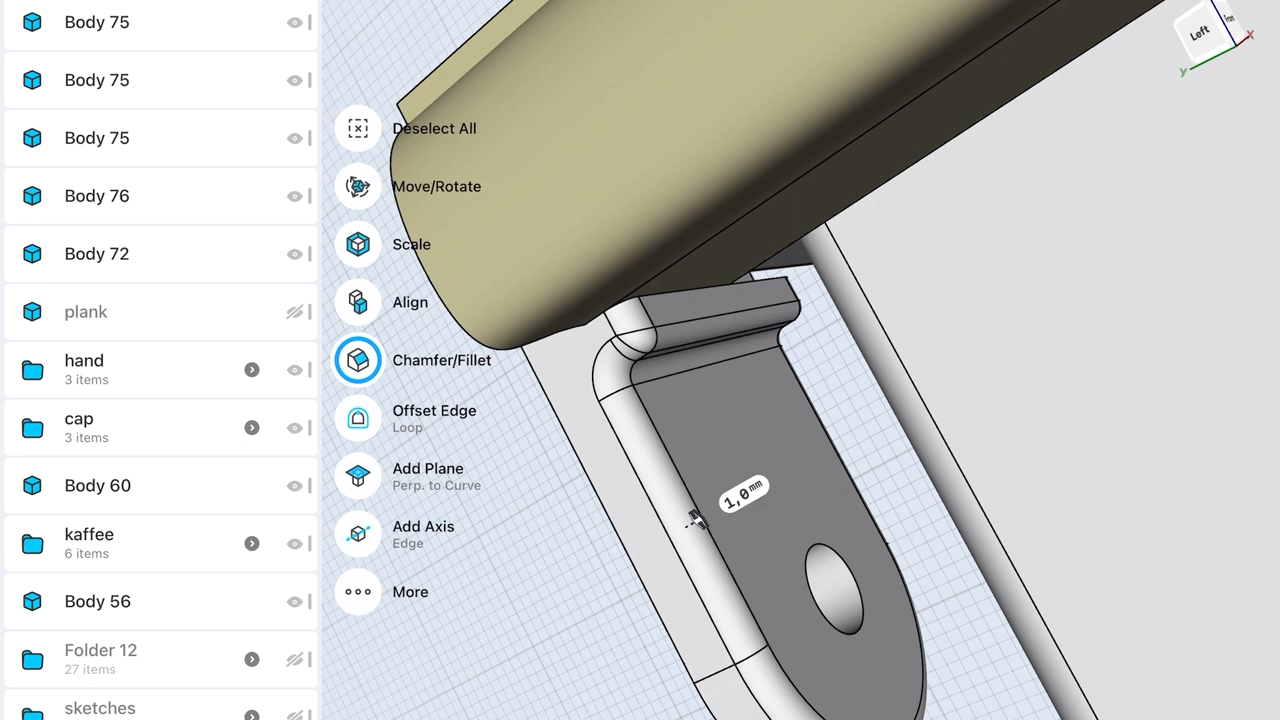 Body 75
Body 75
Body 75
Body 76
Body 72
plank
hand
3 items
cap
3 items
Body 60
kaffee
6 items
Body 56
Folder 12
27 items
sketches
Deselect All
Move/Rotate
Scale
Align
Chamfer/Fillet
Offset Edge
Loop
Add Plane
Perp. to Curve
Add Axis
Edge
More
1,0 mm
Left
X
Y